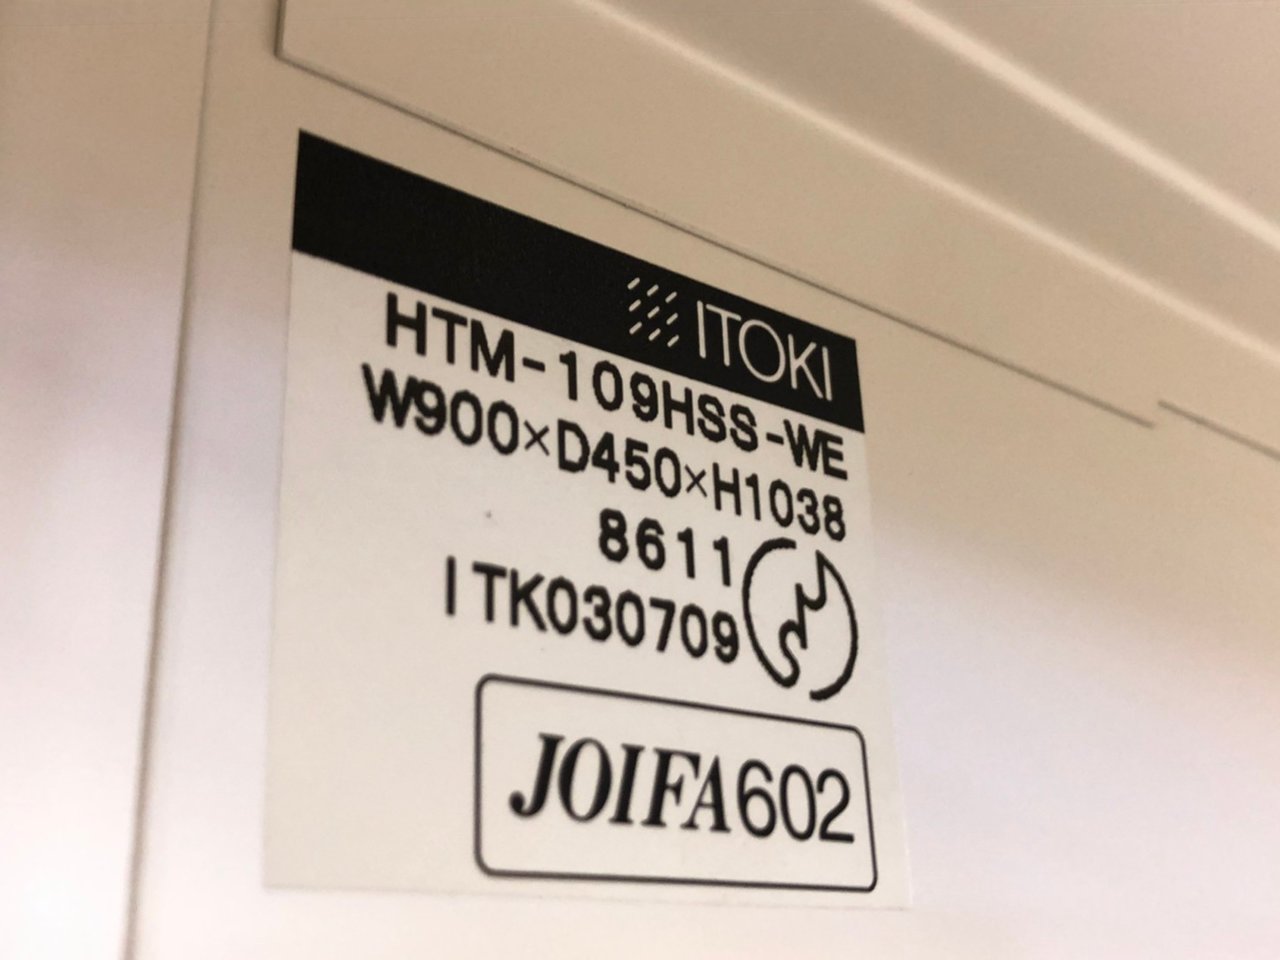 ITOKI
HTM-109HSS-WE
W900×D450×H1038
8611
ITK030709
JOIFA602